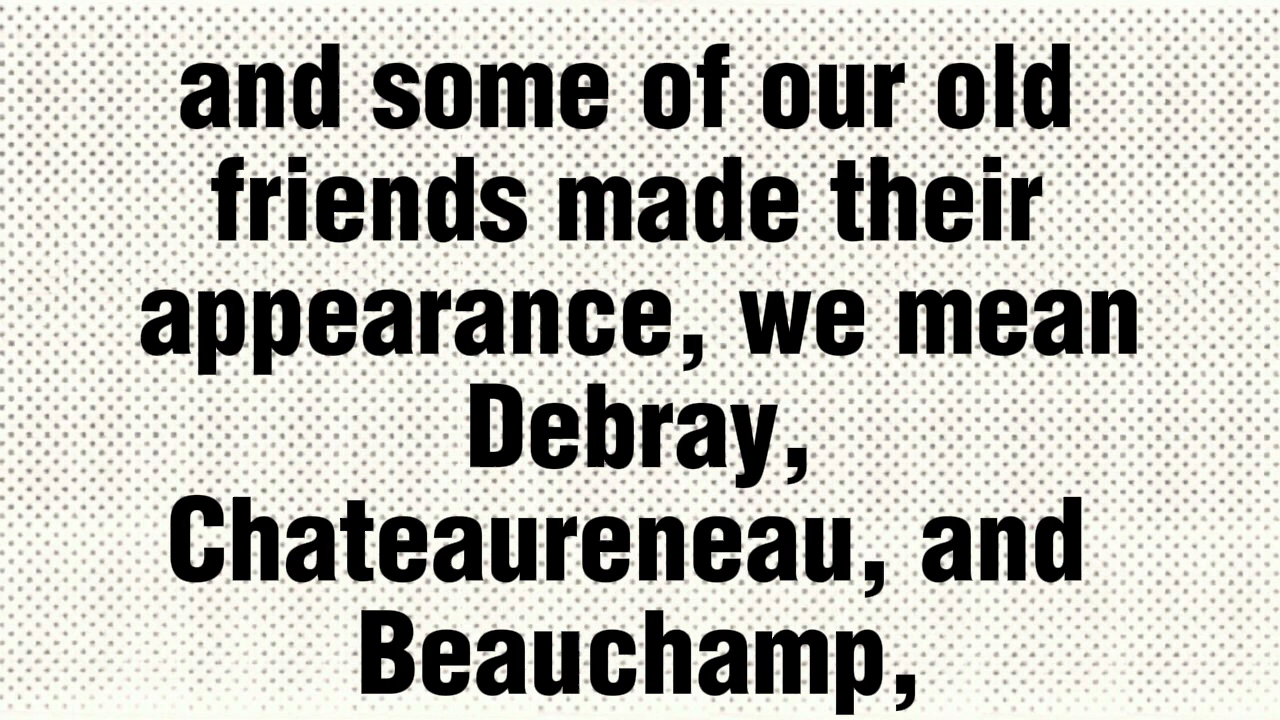 and some of our old
friends made their
appearance, we mean
Debray,
Chateaureneau, and
Beauchamp,